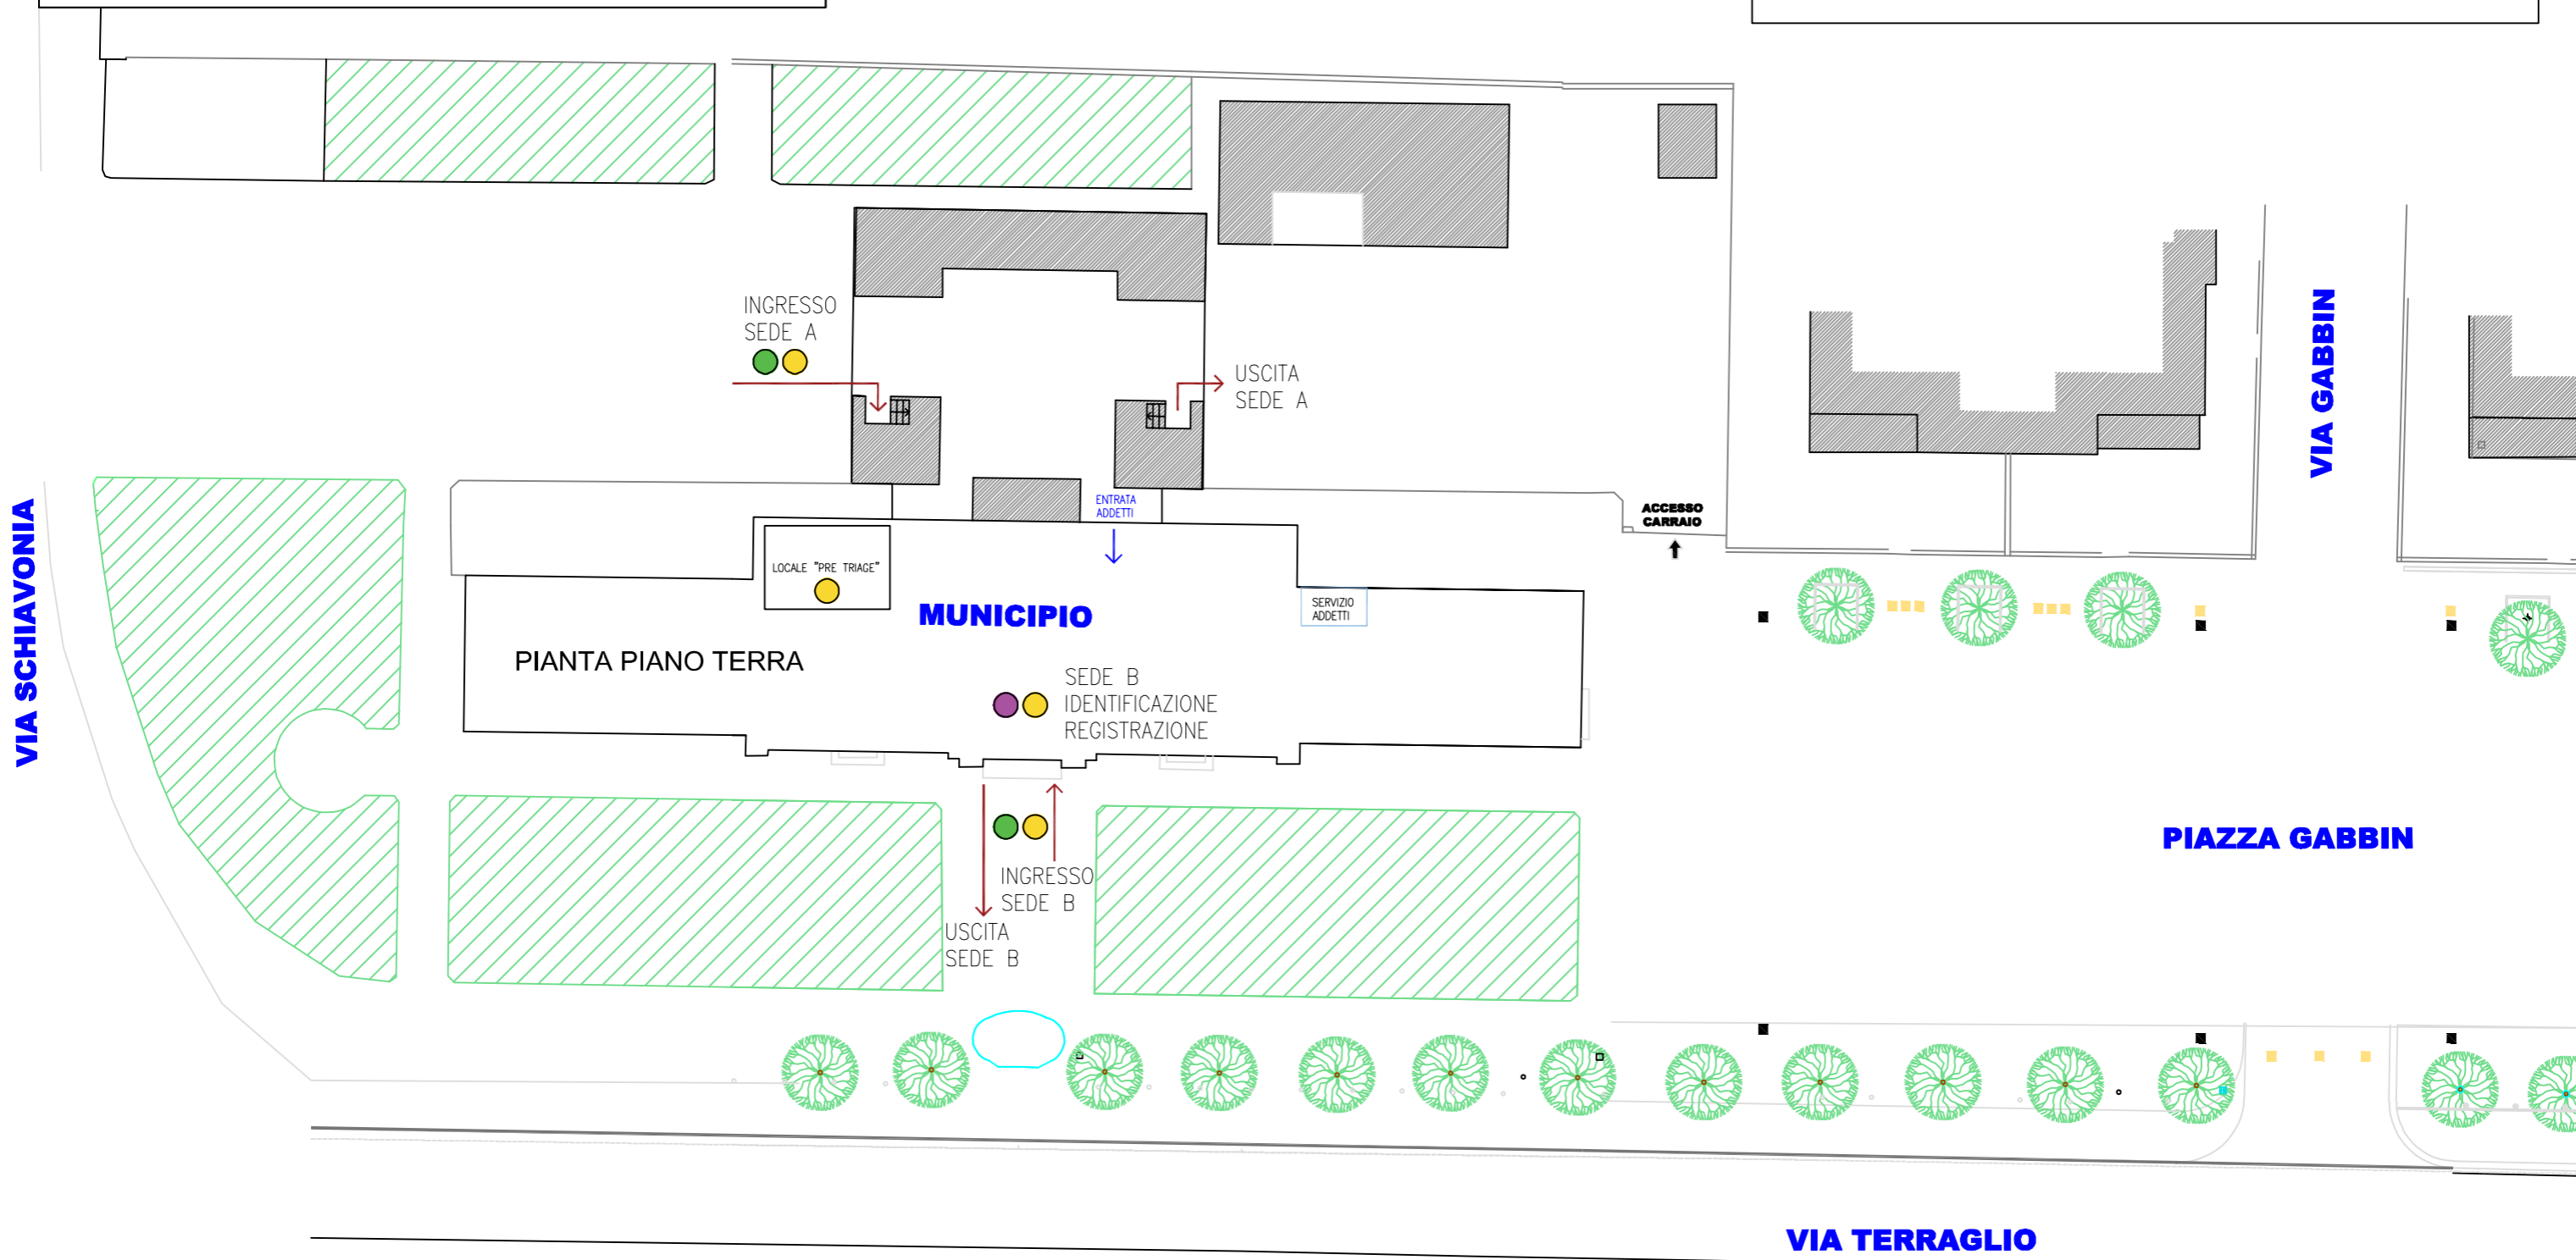 INGRESSO
SEDE A
USCITA
SEDE A
VIA GABBIN
VIA SCHIAVONIA
ENTRATA
ADDETTI
ACCESSO
CARRAIO
LOCALE "PRE TRIAGE"
MUNICIPIO
SERVIZIO
ADDETTI
PIANTA PIANO TERRA
SEDE B
IDENTIFICAZIONE
REGISTRAZIONE
PIAZZA GABBIN
INGRESSO
SEDE B
USCITA
SEDE B
VIA TERRAGLIO